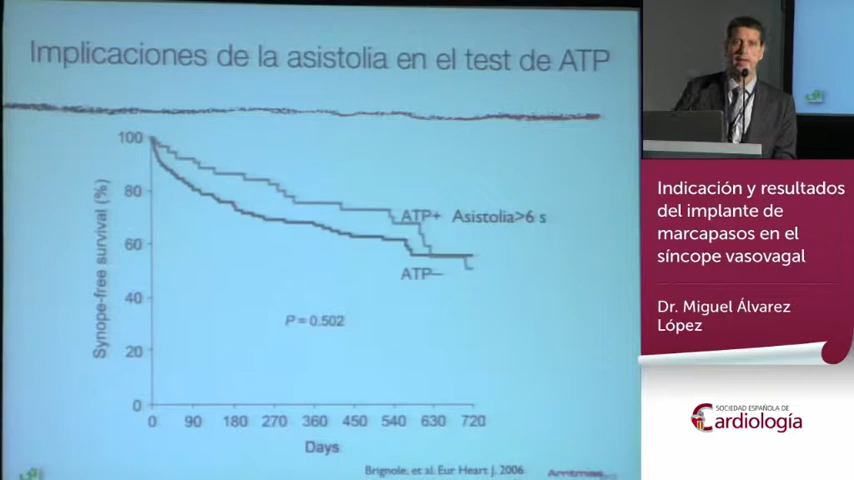 Implicaciones de la asistolia en el test de ATP
100
80
60
40
20
0
Synope-free survival (%)
ATP+ Asistolia>6 s
ATP–
P = 0.502
0 90 180 270 360 450 540 630 720
Days
Brignole, et al. Eur Heart J. 2006
Arritmias
Indicación y resultados
del implante de
marcapasos en el
síncope vasovagal
Dr. Miguel Álvarez
López
SOCIEDAD ESPAÑOLA DE
Cardiología